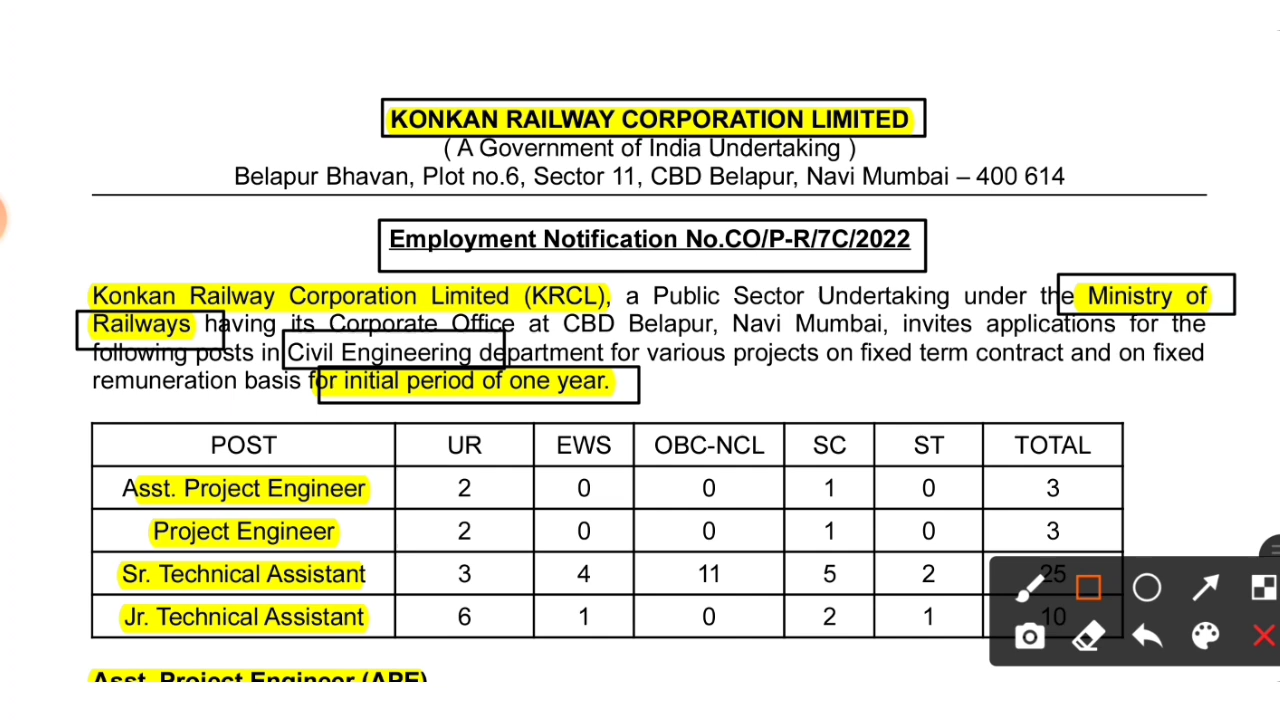 KONKAN RAILWAY CORPORATION LIMITED
( A Government of India Undertaking )
Belapur Bhavan, Plot no.6, Sector 11, CBD Belapur, Navi Mumbai – 400 614
Employment Notification No.CO/P-R/7C/2022
Konkan Railway Corporation Limited (KRCL), a Public Sector Undertaking under the Ministry of
Railways having its Corporate Office at CBD Belapur, Navi Mumbai, invites applications for the
following posts in Civil Engineering department for various projects on fixed term contract and on fixed
remuneration basis for initial period of one year.
POST UR EWS OBC-NCL SC ST TOTAL
Asst. Project Engineer 2 0 0 1 0 3
Project Engineer 2 0 0 1 0 3
Sr. Technical Assistant 3 4 11 5 2 25
Jr. Technical Assistant 6 1 0 2 1 10
Asst. Project Engineer (APE)